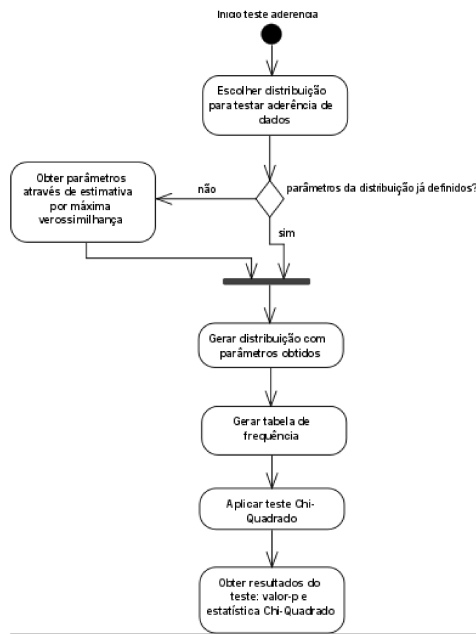 Início teste aderência
Escolher distribuição
para testar aderência de
dados
parâmetros da distribuição já definidos?
não
Obter parâmetros
através de estimativa
por máxima
verossimilhança
sim
Gerar distribuição com
parâmetros obtidos
Gerar tabela de
frequência
Aplicar teste Chi-
Quadrado
Obter resultados do
teste: valor-p e
estatística Chi-Quadrado